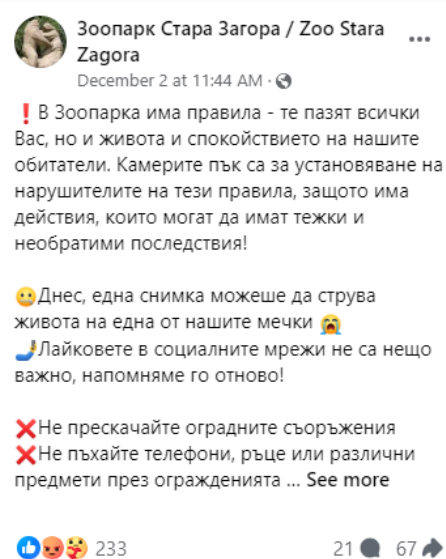 Зоопарк Стара Загора / Zoo Stara
Zagora
December 2 at 11:44 AM ·
❗В Зоопарка има правила - те пазят всички
Вас, но и живота и спокойствието на нашите
обитатели. Камерите пък са за установяване на
нарушителите на тези правила, защото има
действия, които могат да имат тежки и
необратими последствия!
😬Днес, една снимка можеше да струва
живота на една от нашите мечки 😭
🤳Лайковете в социалните мрежи не са нещо
важно, напомняме го отново!
❌Не прескачайте оградните съоръжения
❌Не пъхайте телефони, ръце или различни
предмети през огражденията ... See more
233 21 67